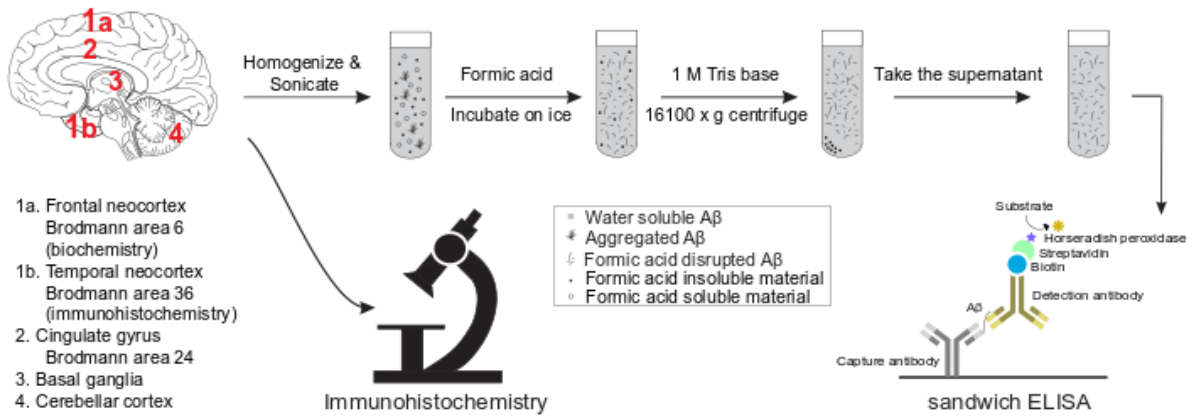 1a
2
3
1b
4
Homogenize &
Sonicate
Formic acid
Incubate on ice
1 M Tris base
16100 x g centrifuge
Take the supernatant
1a. Frontal neocortex
Brodmann area 6
(biochemistry)
1b. Temporal neocortex
Brodmann area 36
(immunohistochemistry)
2. Cingulate gyrus
Brodmann area 24
3. Basal ganglia
4. Cerebellar cortex
Immunohistochemistry
Water soluble Aβ
Aggregated Aβ
Formic acid disrupted Aβ
Formic acid insoluble material
Formic acid soluble material
Substrate
Horseradish peroxidase
Streptavidin
Biotin
Detection antibody
Aβ
Capture antibody
sandwich ELISA